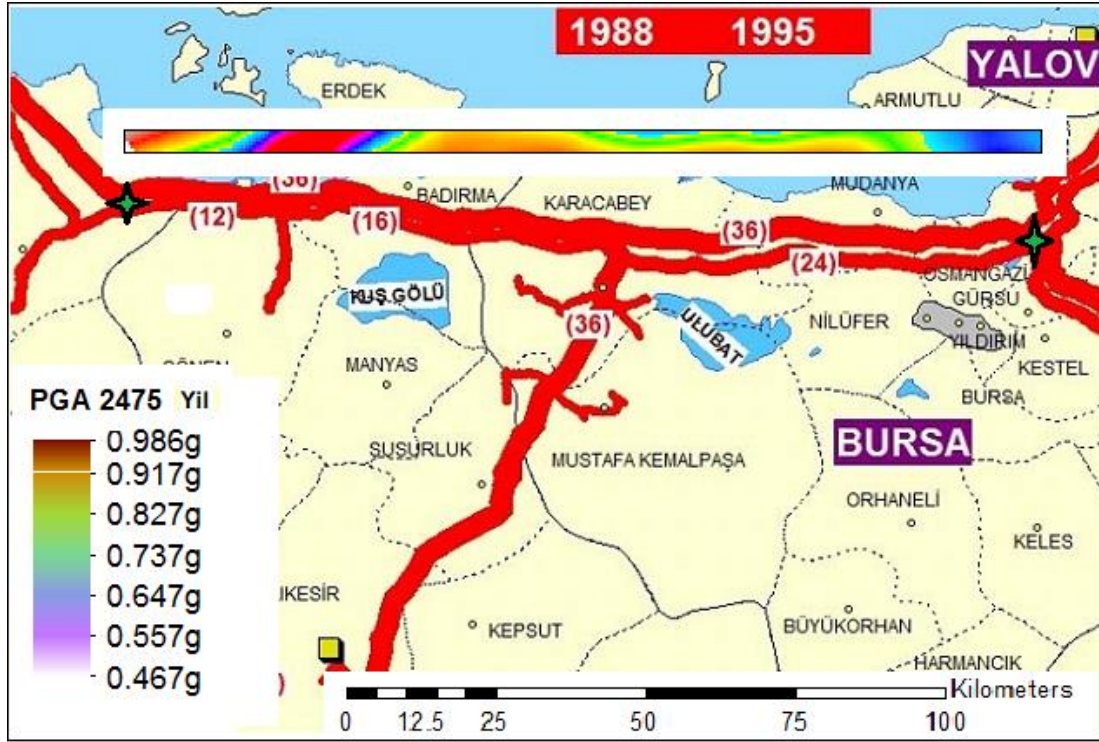 1988 1995
YALOV
ERDEK
ARMUTLU
(36)
BADIRMA
KARACABEY
MUDANYA
(12)
(16)
(36)
(24)
OSMANGAZİ
GÜRSU
KUŞ GÖLÜ
(36)
ULUBAT
NİLÜFER
YILDIRIM
KESTEL
MANYAS
BURSA
PGA 2475 Yil
0.986g
0.917g
0.827g
0.737g
0.647g
0.557g
0.467g
SUSURLUK
MUSTAFA KEMALPAŞA
BURSA
ORHANELİ
KELES
IKESİR
KEPSUT
BÜYÜKORHAN
HARMANCIK
Kilometers
0 12.5 25 50 75 100